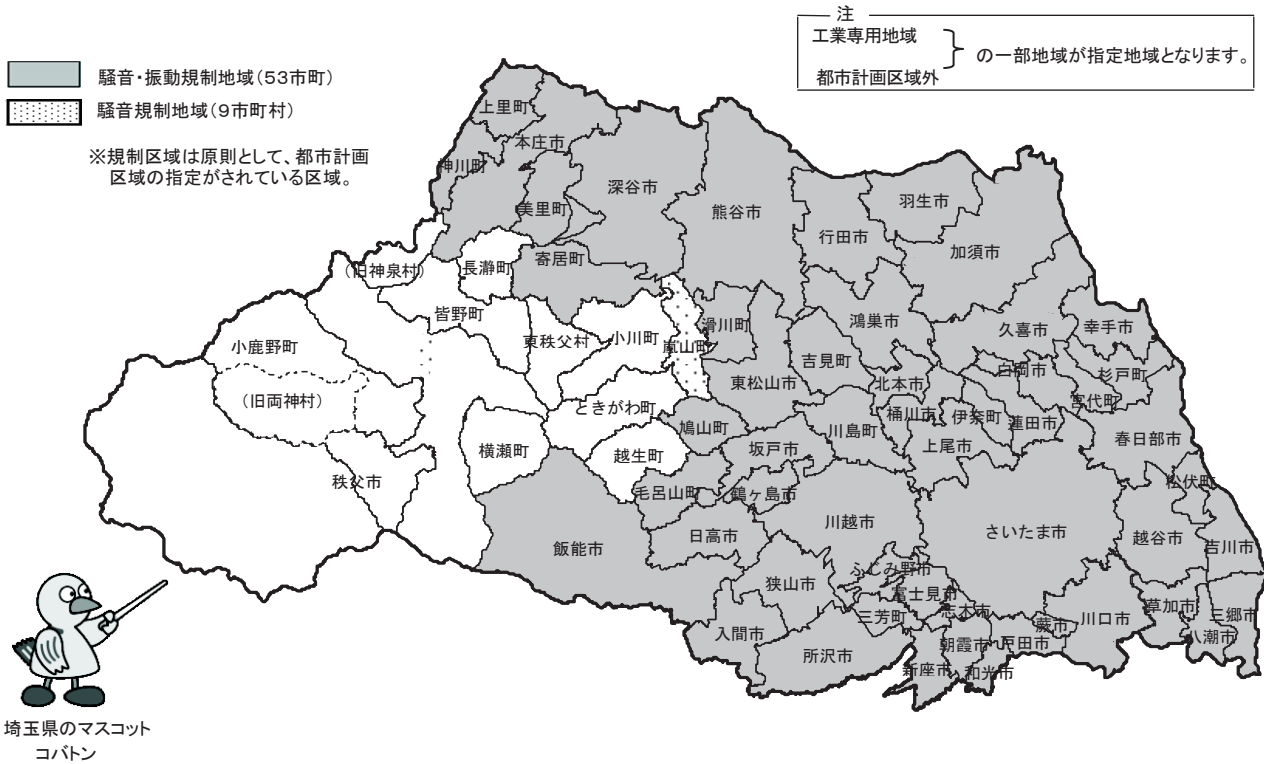 注
工業専用地域
都市計画区域外
の一部地域が指定地域となります。
騒音・振動規制地域(53市町)
騒音規制地域(9市町村)
※規制区域は原則として、都市計画
区域の指定がされている区域。
上里町
本庄市
神川町
美里町
深谷市
熊谷市
行田市
羽生市
加須市
(旧神泉村)
長瀞町
寄居町
皆野町
東秩父村
小川町
嵐山町
滑川町
鴻巣市
久喜市
幸手市
小鹿野町
吉見町
白岡市
杉戸町
(旧両神村)
東松山市
北本市
宮代町
ときがわ町
桶川市
伊奈町
蓮田市
鳩山町
川島町
春日部市
横瀬町
越生町
坂戸市
上尾市
秩父市
毛呂山町
鶴ヶ島市
松伏町
飯能市
日高市
川越市
さいたま市
越谷市
吉川市
狭山市
ふじみ野市
富士見市
三芳町
志木市
草加市
三郷市
入間市
蕨市
川口市
八潮市
所沢市
朝霞市
戸田市
新座市
和光市
埼玉県のマスコット
コバトン